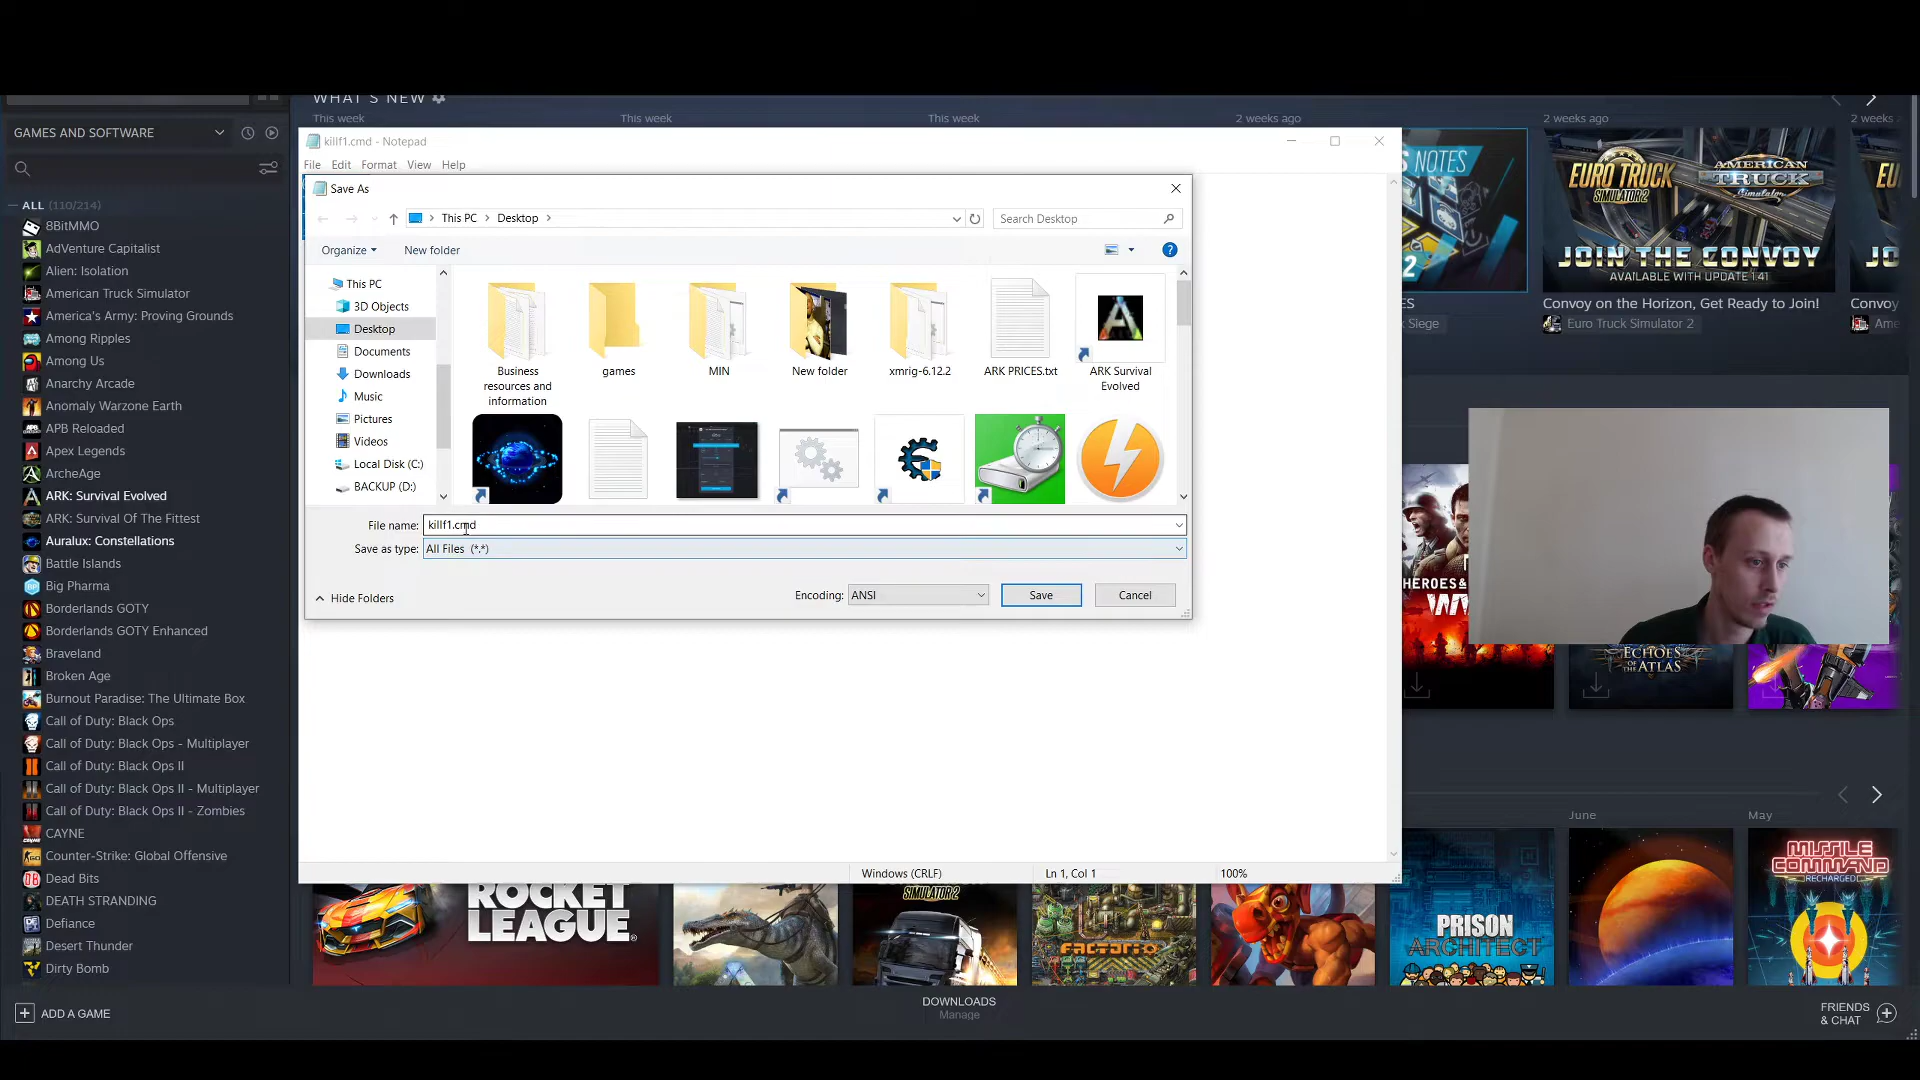 WHAT'S NEW
This week
This week
This week
2 weeks ago
2 weeks ago
2 weeks
GAMES AND SOFTWARE
ALL (110/214)
8BitMMO
AdVenture Capitalist
Alien: Isolation
American Truck Simulator
America's Army: Proving Grounds
Among Ripples
Among Us
Anarchy Arcade
Anomaly Warzone Earth
APB Reloaded
Apex Legends
ArcheAge
ARK: Survival Evolved
ARK: Survival Of The Fittest
Auralux: Constellations
Battle Islands
Big Pharma
Borderlands GOTY
Borderlands GOTY Enhanced
Braveland
Broken Age
Burnout Paradise: The Ultimate Box
Call of Duty: Black Ops
Call of Duty: Black Ops - Multiplayer
Call of Duty: Black Ops II
Call of Duty: Black Ops II - Multiplayer
Call of Duty: Black Ops II - Zombies
CAYNE
Counter-Strike: Global Offensive
Dead Bits
DEATH STRANDING
Defiance
Desert Thunder
Dirty Bomb
ADD A GAME
killf1.cmd - Notepad
File Edit Format View Help
Save As
This PC > Desktop >
Search Desktop
Organize
New folder
This PC
3D Objects
Desktop
Documents
Downloads
Music
Pictures
Videos
Local Disk (C:)
BACKUP (D:)
Business resources and information
games
MIN
New folder
xmrig-6.12.2
ARK PRICES.txt
ARK Survival Evolved
File name: killf1.cmd
Save as type: All Files (*.*)
Hide Folders
Encoding: ANSI
Save
Cancel
Windows (CRLF)
Ln 1, Col 1
100%
S NOTES
2
ES
k Siege
EURO TRUCK
SIMULATOR 2
AMERICAN
TRUCK
Simulator
JOIN THE CONVOY
AVAILABLE WITH UPDATE 1.41
Convoy on the Horizon, Get Ready to Join!
Euro Truck Simulator 2
EU
JO
Convoy
Ame
HEROES &
WW
ECHOES
OF THE
ATLAS
June
May
ROCKET
LEAGUE
SIMULATOR 2
FACTORIO
PRISON
ARCHITECT
MISSILE
COMMAND
RECHARGED
DOWNLOADS
Manage
FRIENDS
& CHAT